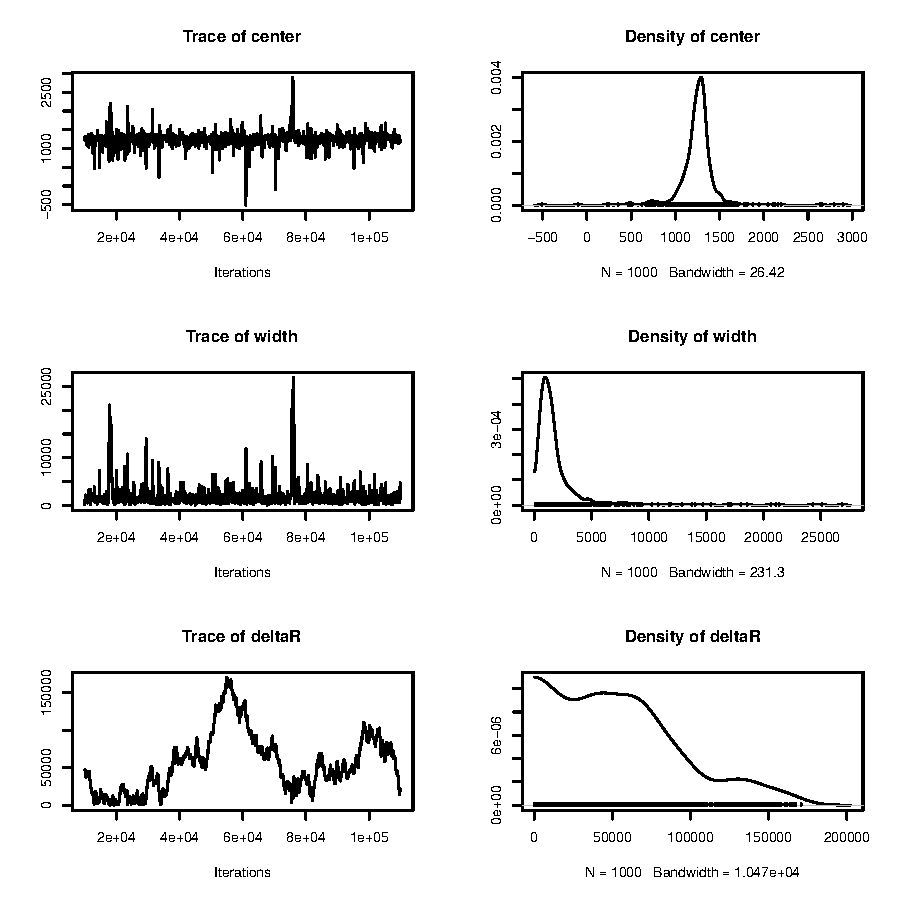 Trace of center
−500 1000 2500
2e+04 4e+04 6e+04 8e+04 1e+05
Iterations
Density of center
0.000 0.002 0.004
−500 0 500 1000 1500 2000 2500 3000
N = 1000 Bandwidth = 26.42
Trace of width
0 10000 25000
2e+04 4e+04 6e+04 8e+04 1e+05
Iterations
Density of width
0e+00 3e−04
0 5000 10000 15000 20000 25000
N = 1000 Bandwidth = 231.3
Trace of deltaR
0 50000 150000
2e+04 4e+04 6e+04 8e+04 1e+05
Iterations
Density of deltaR
0e+00 6e−06
0 50000 100000 150000 200000
N = 1000 Bandwidth = 1.047e+04